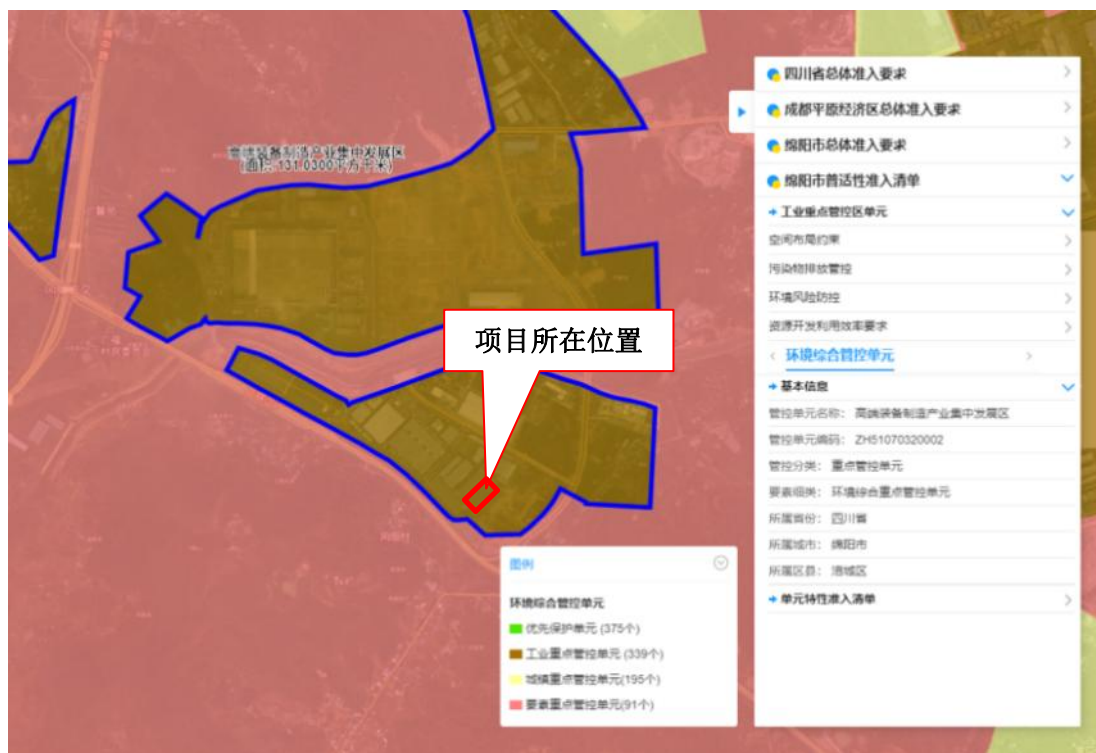 高端装备制造产业集中发展区
(面积:131.0300平方千米)
项目所在位置
四川省总体准入要求
成都平原经济区总体准入要求
绵阳市总体准入要求
绵阳市普适性准入清单
工业重点管控区单元
空间布局约束
污染物排放管控
环境风险防控
资源开发利用效率要求
环境综合管控单元
基本信息
管控单元名称: 高端装备制造产业集中发展区
管控单元编码: ZH51070320002
管控分类: 重点管控单元
要素细类: 环境综合重点管控单元
所属省份: 四川省
所属城市: 绵阳市
所属区县: 涪城区
单元特性准入清单
图例
环境综合管控单元
优先保护单元 (375个)
工业重点管控单元 (339个)
城镇重点管控单元(195个)
要素重点管控单元(91个)